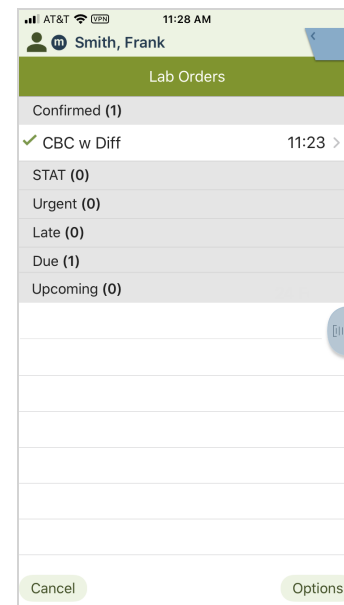 AT&T VPN 11:28 AM
m Smith, Frank
Lab Orders
Confirmed (1)
CBC w Diff 11:23
STAT (0)
Urgent (0)
Late (0)
Due (1)
Upcoming (0)
Cancel Options